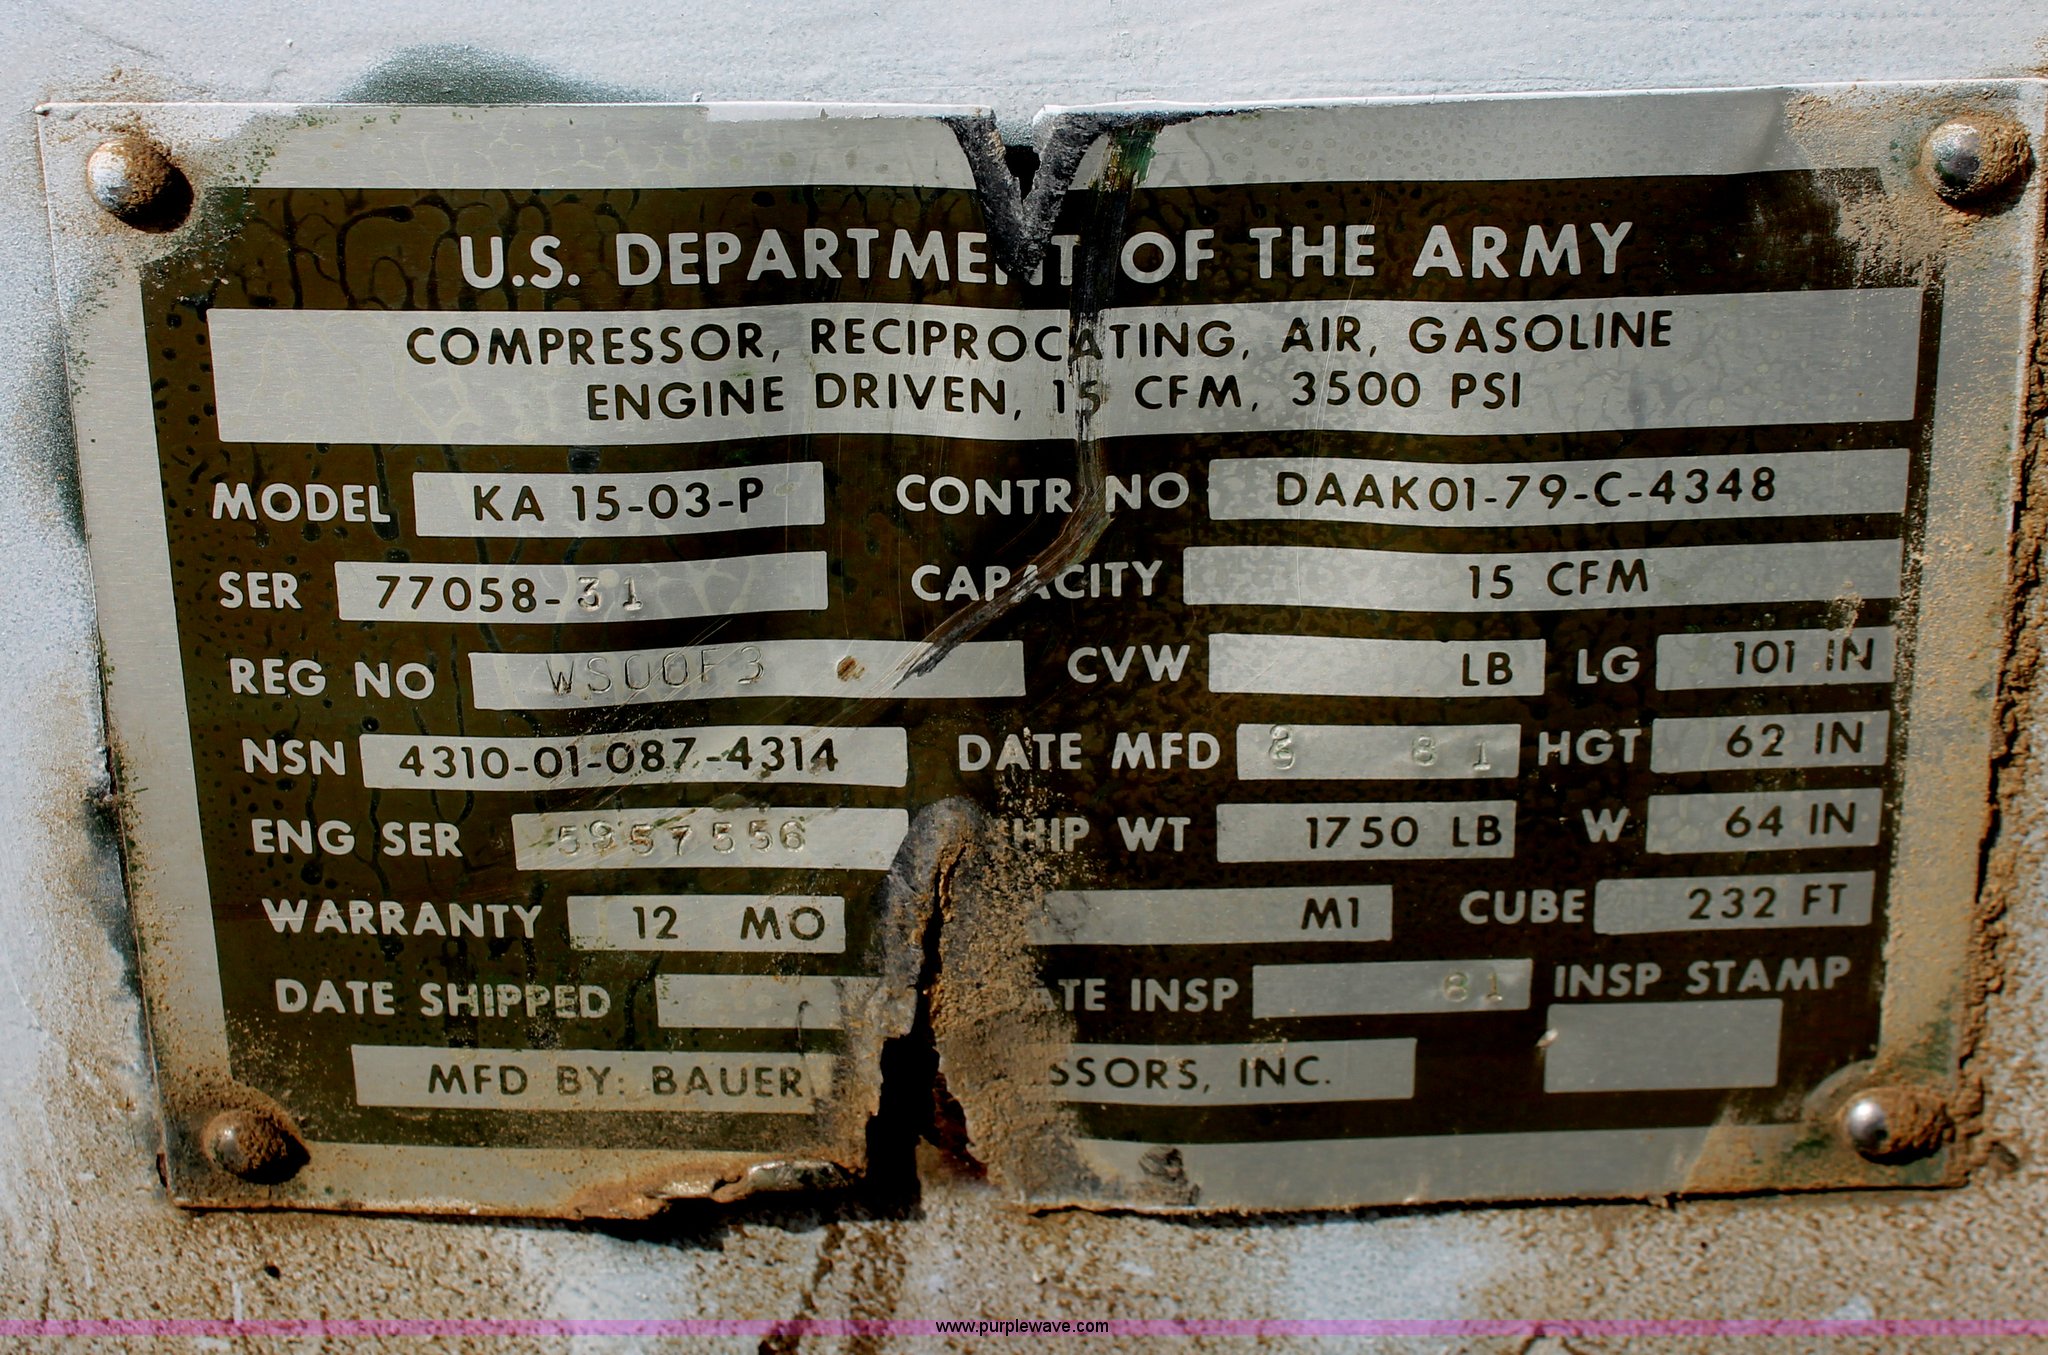 U.S. DEPARTMENT OF THE ARMY
COMPRESSOR, RECIPROCATING, AIR, GASOLINE
ENGINE DRIVEN, 15 CFM, 3500 PSI
MODEL KA 15-03-P CONTR NO DAAK01-79-C-4348
SER 77058-31 CAPACITY 15 CFM
REG NO WS00F3 CVW LB LG 101 IN
NSN 4310-01-087-4314 DATE MFD 81 HGT 62 IN
ENG SER 5957556 HIP WT 1750 LB W 64 IN
WARRANTY 12 MO M1 CUBE 232 FT
DATE SHIPPED TE INSP 81 INSP STAMP
MFD BY: BAUER SSORS, INC.
www.purplewave.com